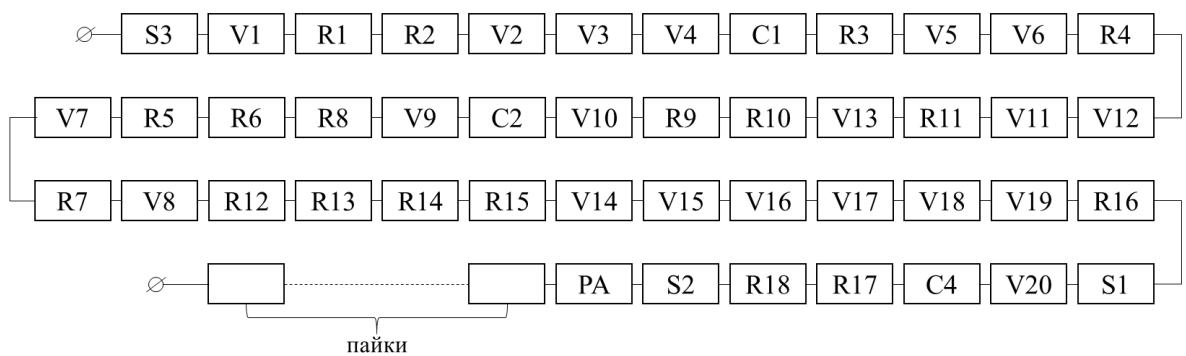 S3 V1 R1 R2 V2 V3 V4 C1 R3 V5 V6 R4
V7 R5 R6 R8 V9 C2 V10 R9 R10 V13 R11 V11 V12
R7 V8 R12 R13 R14 R15 V14 V15 V16 V17 V18 V19 R16
PA S2 R18 R17 C4 V20 S1
пайки